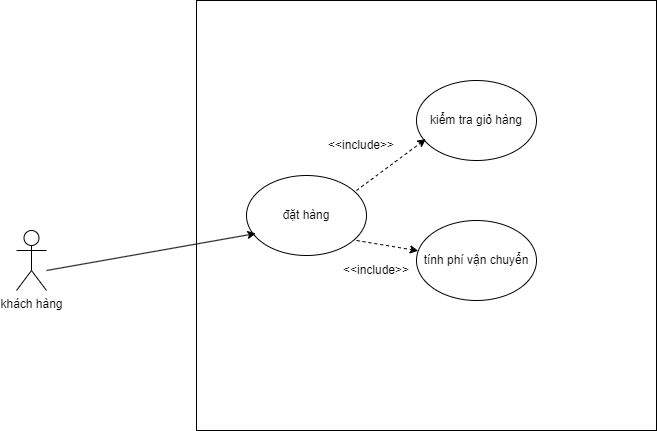 kiểm tra giỏ hàng
<<include>>
đặt hàng
tính phí vận chuyển
<<include>>
khách hàng